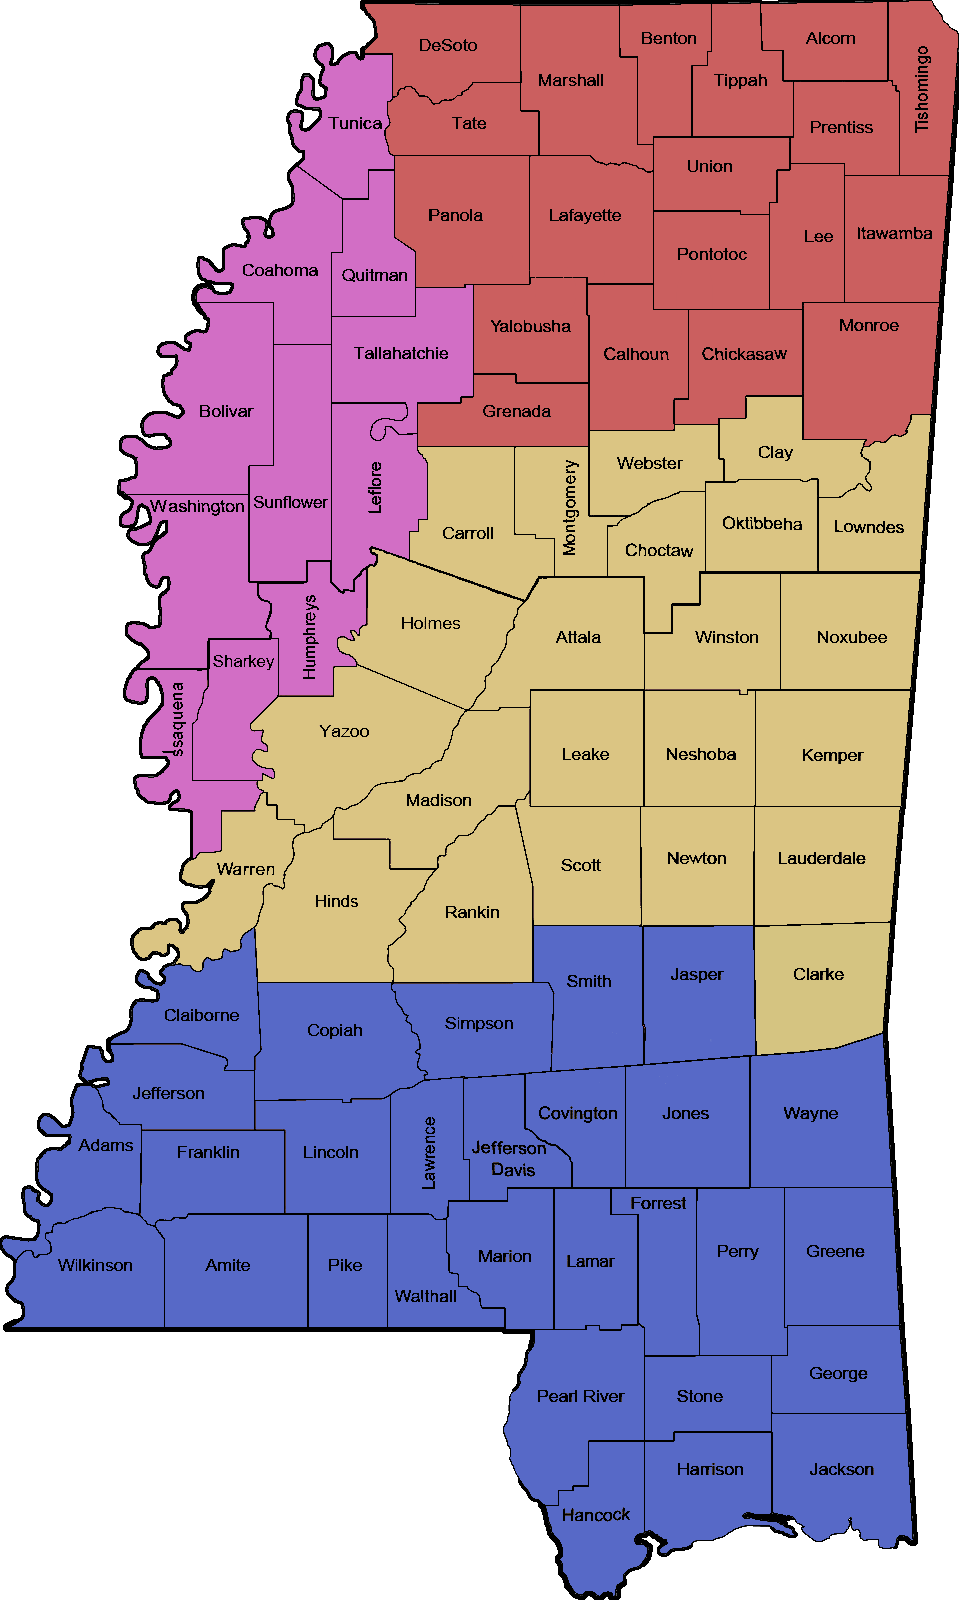 DeSoto
Benton
Alcorn
Tishomingo
Marshall
Tippah
Tunica
Tate
Prentiss
Union
Panola
Lafayette
Lee
Itawamba
Pontotoc
Coahoma
Quitman
Yalobusha
Monroe
Tallahatchie
Calhoun
Chickasaw
Bolivar
Grenada
Clay
Webster
Leflore
Sunflower
Washington
Montgomery
Carroll
Oktibbeha
Lowndes
Choctaw
Holmes
Humphreys
Attala
Winston
Noxubee
Sharkey
Issaquena
Yazoo
Leake
Neshoba
Kemper
Madison
Warren
Scott
Newton
Lauderdale
Hinds
Rankin
Smith
Jasper
Clarke
Claiborne
Copiah
Simpson
Jefferson
Covington
Jones
Wayne
Adams
Franklin
Lincoln
Lawrence
Jefferson
Davis
Forrest
Wilkinson
Amite
Pike
Walthall
Marion
Lamar
Perry
Greene
George
Pearl River
Stone
Harrison
Jackson
Hancock